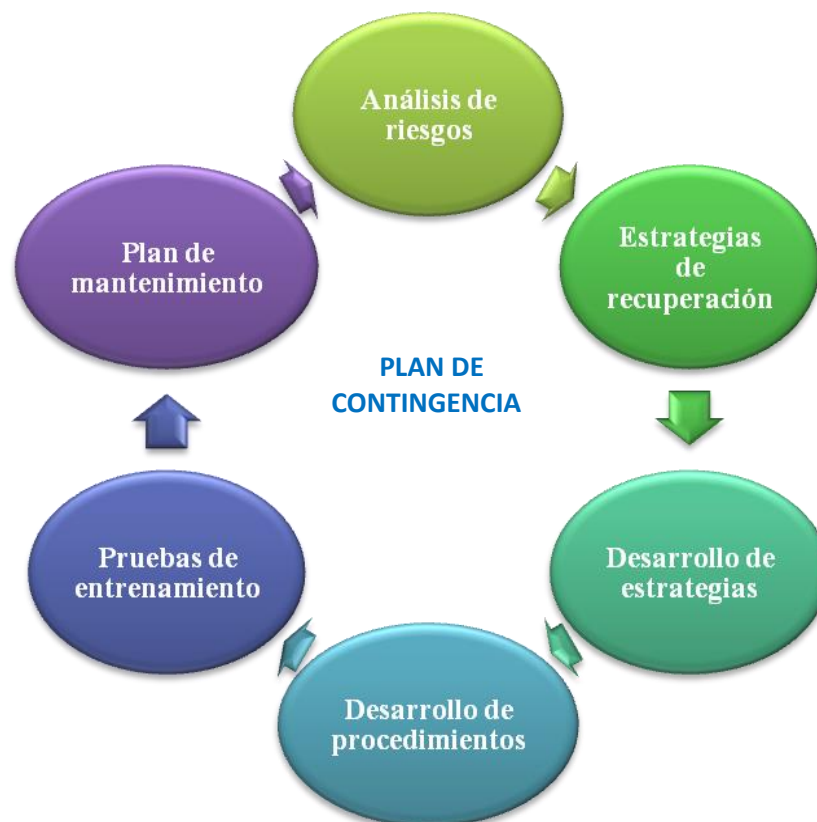 Análisis de
riesgos
Estrategias
de
recuperación
Desarrollo de
estrategias
Desarrollo de
procedimientos
Pruebas de
entrenamiento
Plan de
mantenimiento
PLAN DE
CONTINGENCIA